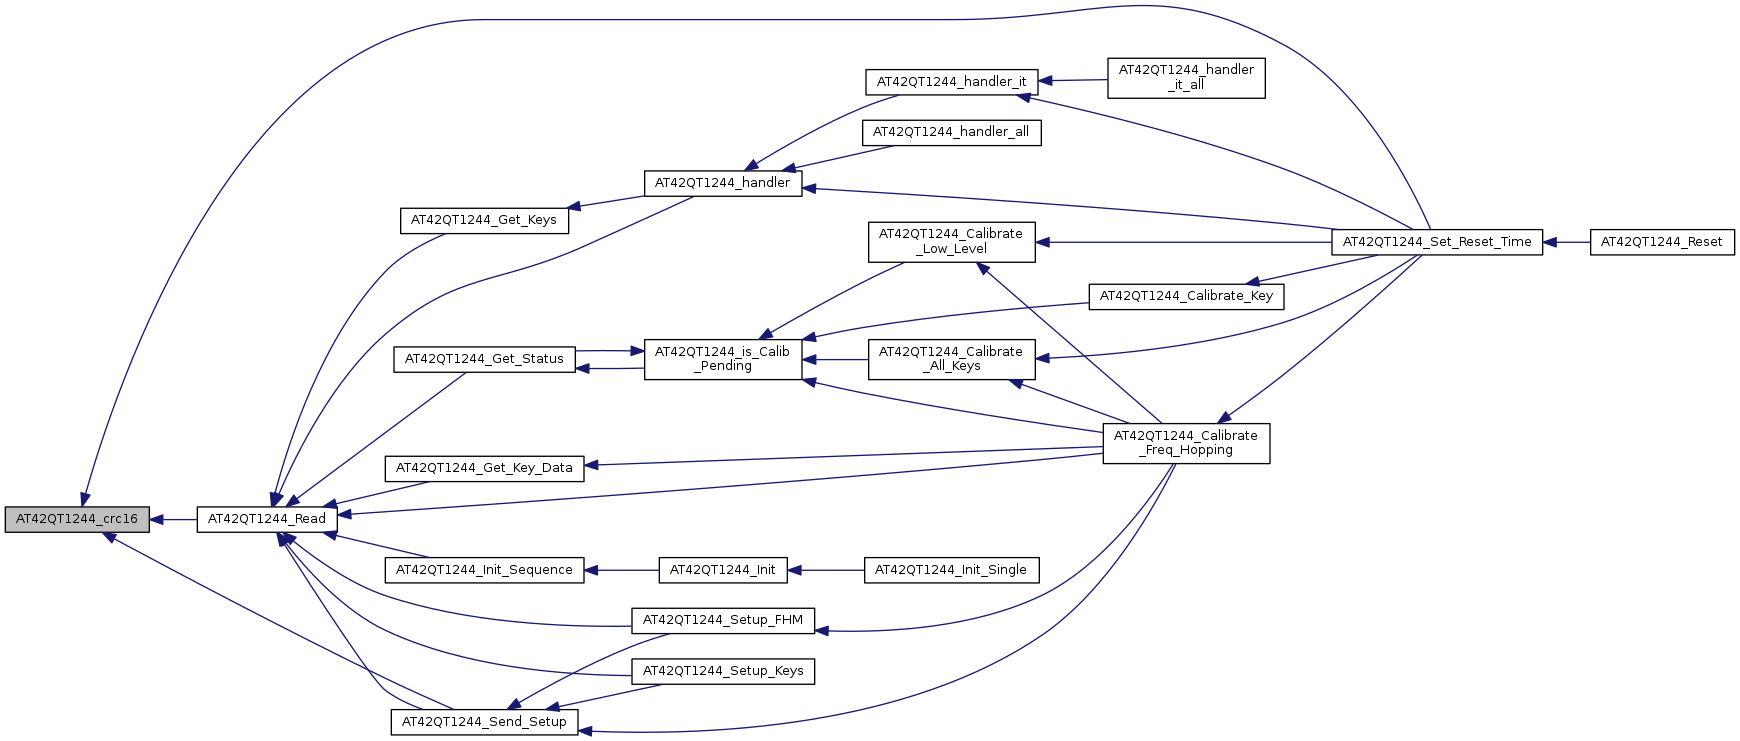 AT42QT1244_handler_it
AT42QT1244_handler
_it_all
AT42QT1244_handler_all
AT42QT1244_handler
AT42QT1244_Get_Keys
AT42QT1244_Calibrate
_Low_Level
AT42QT1244_Set_Reset_Time
AT42QT1244_Reset
AT42QT1244_Calibrate_Key
AT42QT1244_Get_Status
AT42QT1244_is_Calib
_Pending
AT42QT1244_Calibrate
_All_Keys
AT42QT1244_Calibrate
_Freq_Hopping
AT42QT1244_Get_Key_Data
AT42QT1244_crc16
AT42QT1244_Read
AT42QT1244_Init_Sequence
AT42QT1244_Init
AT42QT1244_Init_Single
AT42QT1244_Setup_FHM
AT42QT1244_Setup_Keys
AT42QT1244_Send_Setup